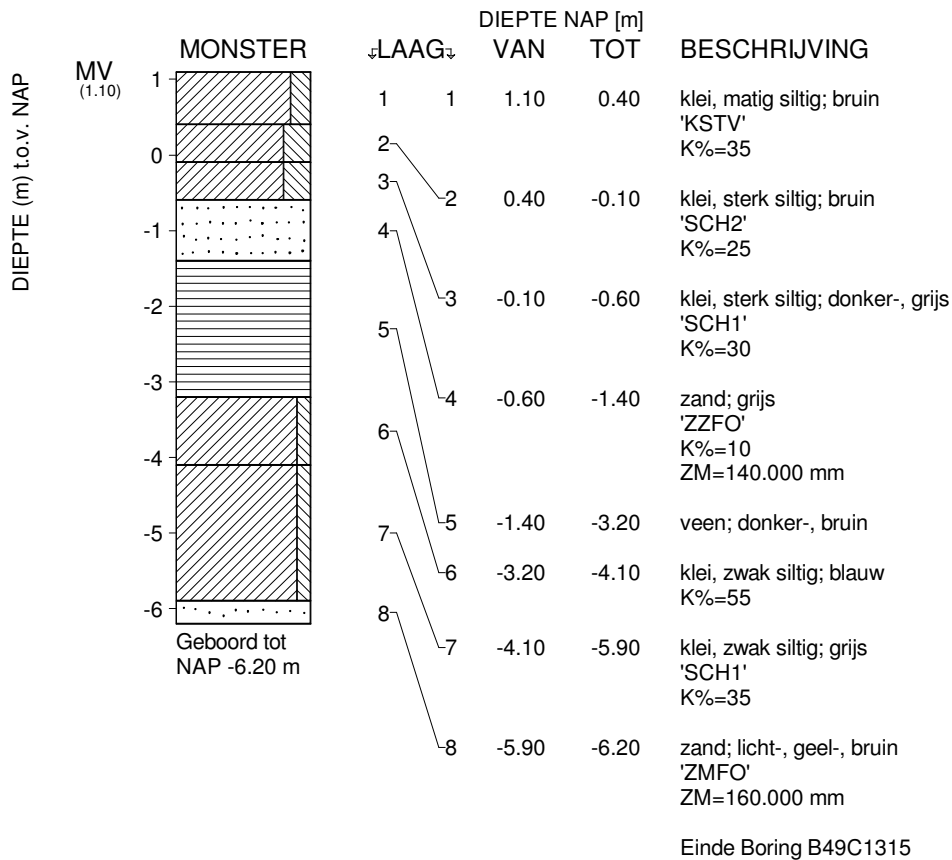 DIEPTE NAP [m]
MONSTER LAAG VAN TOT BESCHRIJVING
DIEPTE (m) t.o.v. NAP
MV
(1.10)
1
0
-1
-2
-3
-4
-5
-6
Geboord tot
NAP -6.20 m
1
2
3
4
5
6
7
8
1 1.10 0.40 klei, matig siltig; bruin
'KSTV'
K%=35
2 0.40 -0.10 klei, sterk siltig; bruin
'SCH2'
K%=25
3 -0.10 -0.60 klei, sterk siltig; donker-, grijs
'SCH1'
K%=30
4 -0.60 -1.40 zand; grijs
'ZZFO'
K%=10
ZM=140.000 mm
5 -1.40 -3.20 veen; donker-, bruin
6 -3.20 -4.10 klei, zwak siltig; blauw
K%=55
7 -4.10 -5.90 klei, zwak siltig; grijs
'SCH1'
K%=35
8 -5.90 -6.20 zand; licht-, geel-, bruin
'ZMFO'
ZM=160.000 mm
Einde Boring B49C1315